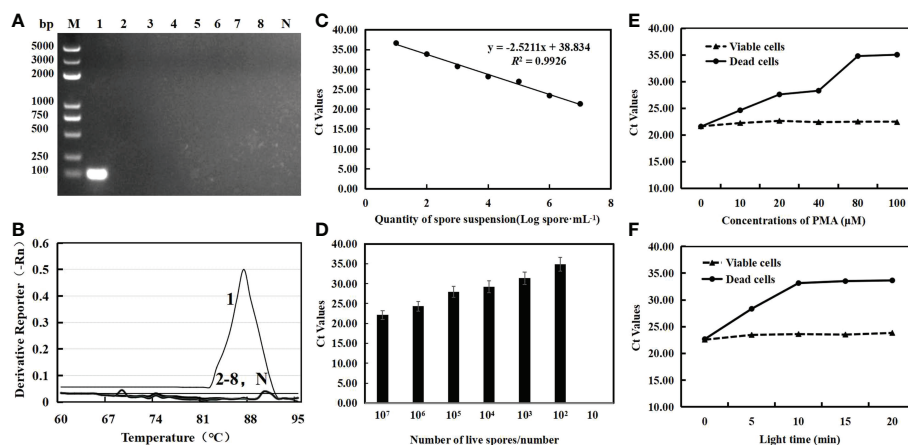 A
bp M 1 2 3 4 5 6 7 8 N
5000
3000
2000
1000
750
500
250
100
B
Derivative Reporter (-Rn)
0.6
0.5
0.4
0.3
0.2
0.1
0
1
2-8, N
60 67 74 81 88 95
Temperature (°C)
C
Ct Values
40.00
35.00
30.00
25.00
20.00
15.00
10.00
5.00
0.00
y = -2.5211x + 38.834
R² = 0.9926
0 2 4 6 8
Quantity of spore suspension(Log spore·mL⁻¹)
D
Ct Values
40.00
35.00
30.00
25.00
20.00
15.00
10.00
5.00
0.00
10⁷ 10⁶ 10⁵ 10⁴ 10³ 10² 10
Number of live spores/number
E
Ct Values
40.00
35.00
30.00
25.00
20.00
15.00
10.00
Viable cells
Dead cells
0 10 20 40 80 100
Concentrations of PMA (μM)
F
Ct Values
40.00
35.00
30.00
25.00
20.00
15.00
10.00
Viable cells
Dead cells
0 5 10 15 20
Light time (min)